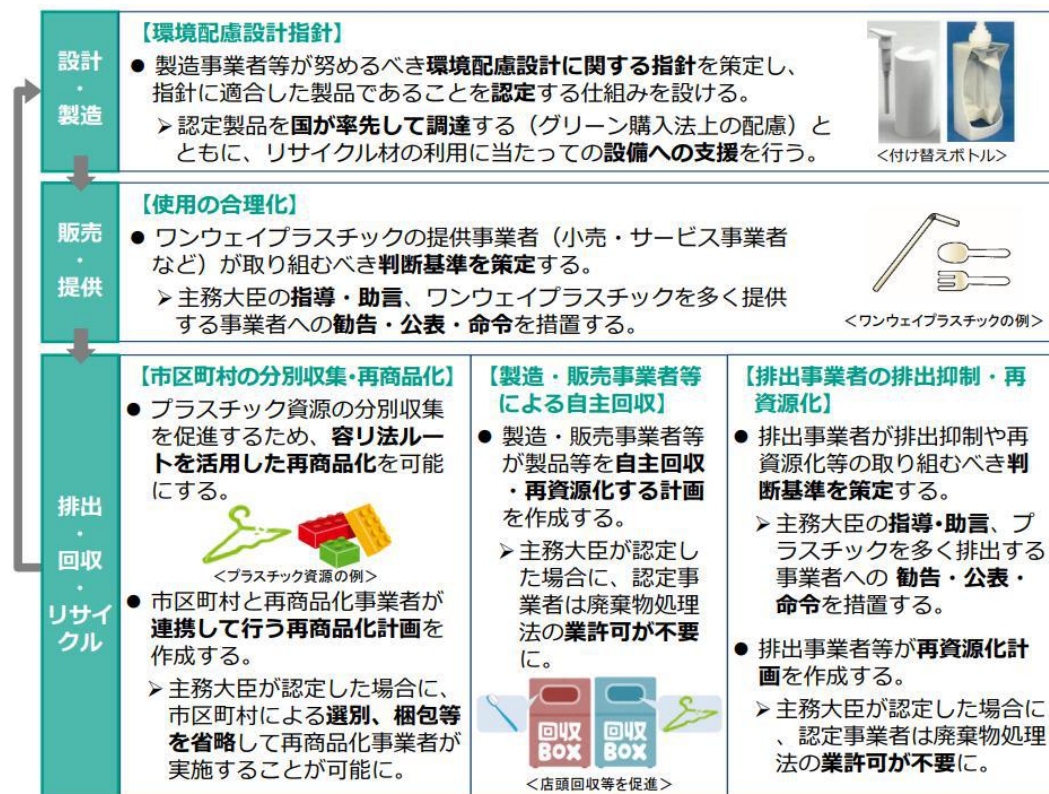 設計
・
製造
【環境配慮設計指針】
● 製造事業者等が努めるべき環境配慮設計に関する指針を策定し、
指針に適合した製品であることを認定する仕組みを設ける。
➢認定製品を国が率先して調達する（グリーン購入法上の配慮）と
ともに、リサイクル材の利用に当たっての設備への支援を行う。
＜付け替えボトル＞
販売
・
提供
【使用の合理化】
● ワンウェイプラスチックの提供事業者（小売・サービス事業者
など）が取り組むべき判断基準を策定する。
➢主務大臣の指導・助言、ワンウェイプラスチックを多く提供
する事業者への勧告・公表・命令を措置する。
＜ワンウェイプラスチックの例＞
排出
・
回収
・
リサイ
クル
【市区町村の分別収集・再商品化】
● プラスチック資源の分別収集
を促進するため、容リ法ルー
トを活用した再商品化を可能
にする。
＜プラスチック資源の例＞
● 市区町村と再商品化事業者が
連携して行う再商品化計画を
作成する。
➢主務大臣が認定した場合に、
市区町村による選別、梱包等
を省略して再商品化事業者が
実施することが可能に。
【製造・販売事業者等
による自主回収】
● 製造・販売事業者等
が製品等を自主回収
・再資源化する計画
を作成する。
➢主務大臣が認定し
た場合に、認定事
業者は廃棄物処理
法の業許可が不要
に。
回収
BOX
回収
BOX
＜店頭回収等を促進＞
【排出事業者の排出抑制・再
資源化】
● 排出事業者が排出抑制や再
資源化等の取り組むべき判
断基準を策定する。
➢主務大臣の指導・助言、プ
ラスチックを多く排出する
事業者への 勧告・公表・
命令を措置する。
● 排出事業者等が再資源化計
画を作成する。
➢主務大臣が認定した場合に
、認定事業者は廃棄物処理
法の業許可が不要に。